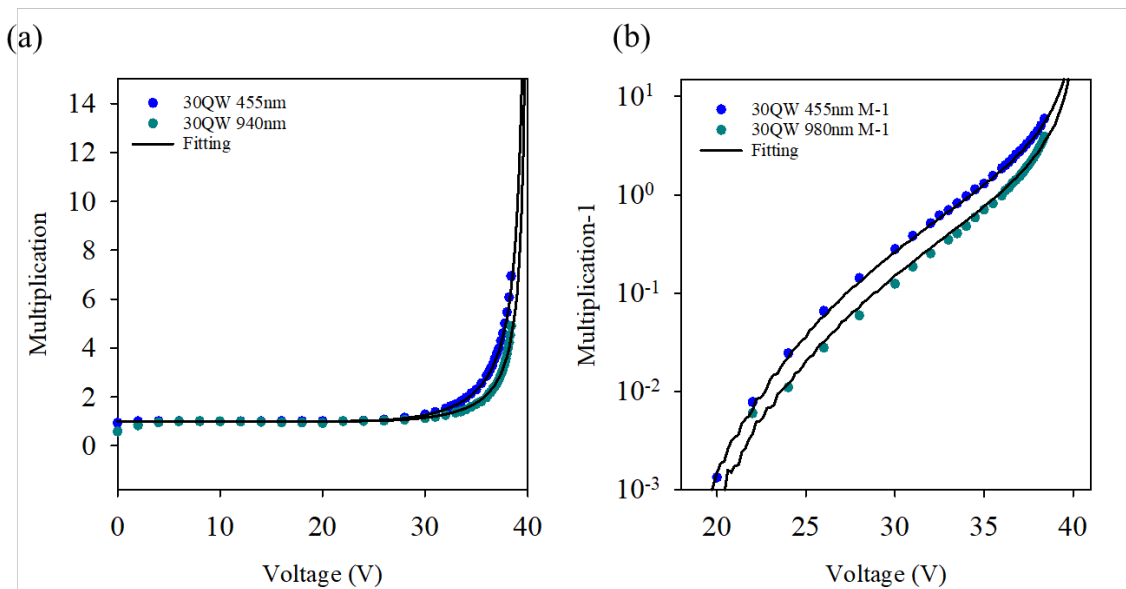 (a)
(b)
14
12
10
8
6
4
2
0
Multiplication
30QW 455nm
30QW 940nm
Fitting
0
10
20
30
40
Voltage (V)
10¹
10⁰
10⁻¹
10⁻²
10⁻³
Multiplication-1
30QW 455nm M-1
30QW 980nm M-1
Fitting
20
25
30
35
40
Voltage (V)